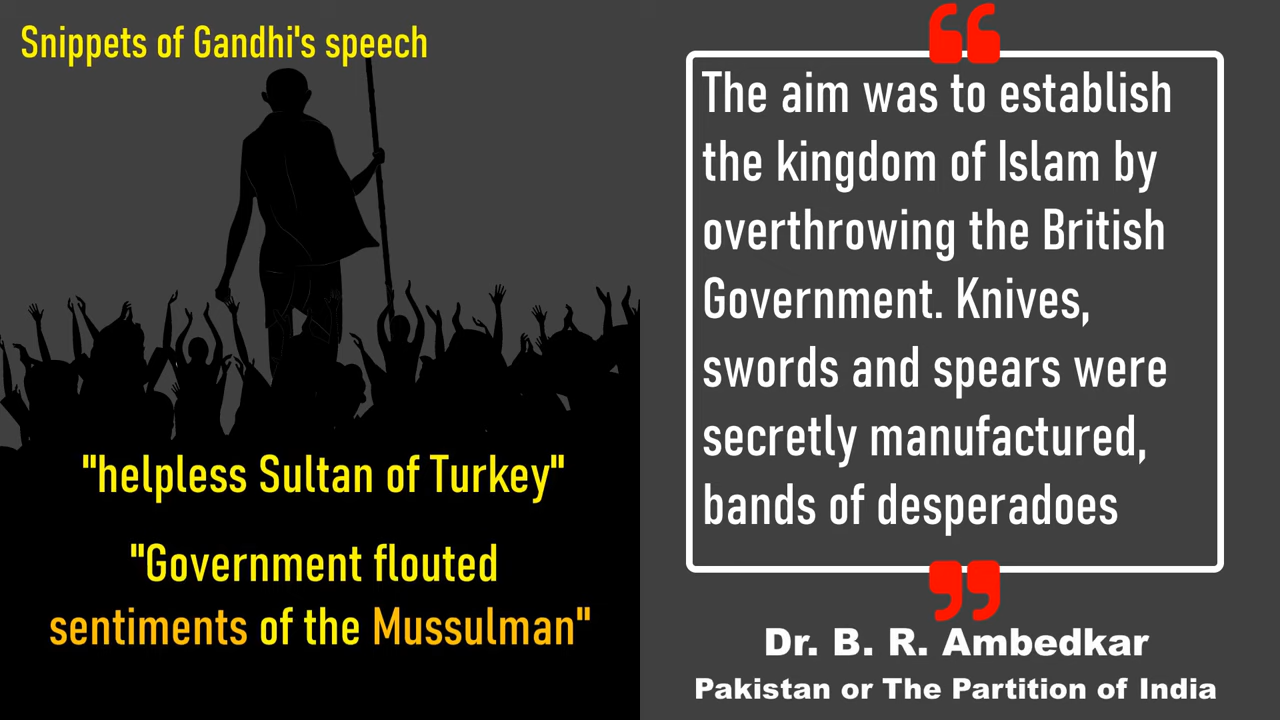 Snippets of Gandhi's speech
"helpless Sultan of Turkey"
"Government flouted
sentiments of the Mussulman"
The aim was to establish
the kingdom of Islam by
overthrowing the British
Government. Knives,
swords and spears were
secretly manufactured,
bands of desperadoes
Dr. B. R. Ambedkar
Pakistan or The Partition of India